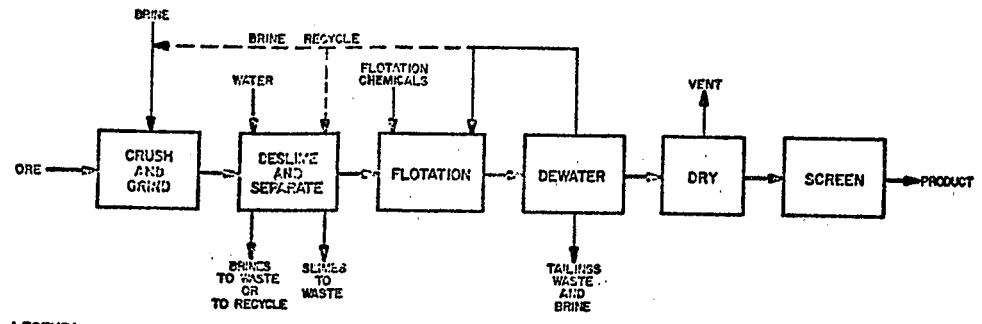 BRINE
BRINE RECYCLE
WATER
FLOTATION
CHEMICALS
VENT
ORE
CRUSH
AND
GRIND
DESLIME
AND
SEPARATE
FLOTATION
DEWATER
DRY
SCREEN
PRODUCT
BRINES
TO WASTE
OR
TO RECYCLE
SLIMES
TO
WASTE
TAILINGS
WASTE
AND
BRINE